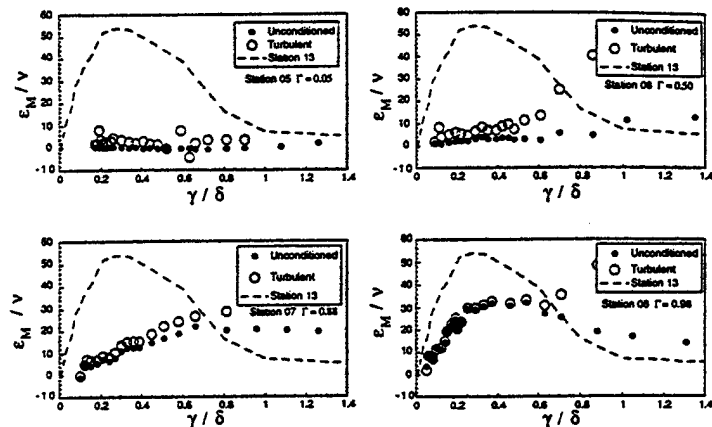 60
50
40
30
20
10
0
-10
ε_M / ν
Unconditioned
Turbulent
Station 13
Station 05 Γ = 0.05
0 0.2 0.4 0.6 0.8 1 1.2 1.4
γ / δ
60
50
40
30
20
10
0
-10
ε_M / ν
Unconditioned
Turbulent
Station 13
Station 06 Γ = 0.50
0 0.2 0.4 0.6 0.8 1 1.2 1.4
γ / δ
60
50
40
30
20
10
0
-10
ε_M / ν
Unconditioned
Turbulent
Station 13
Station 07 Γ = 0.88
0 0.2 0.4 0.6 0.8 1 1.2 1.4
γ / δ
60
50
40
30
20
10
0
-10
ε_M / ν
Unconditioned
Turbulent
Station 13
Station 08 Γ = 0.98
0 0.2 0.4 0.6 0.8 1 1.2 1.4
γ / δ